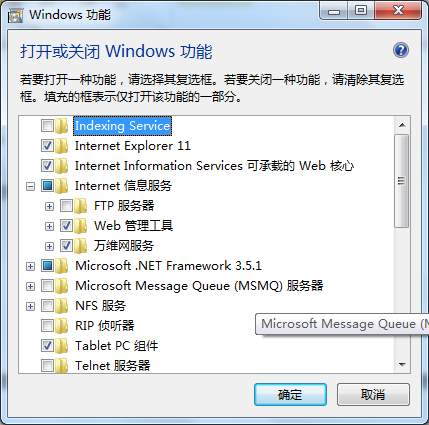 Windows 功能
打开或关闭 Windows 功能
若要打开一种功能，请选择其复选框。若要关闭一种功能，请清除其复选
框。填充的框表示仅打开该功能的一部分。
Indexing Service
Internet Explorer 11
Internet Information Services 可承载的 Web 核心
Internet 信息服务
FTP 服务器
Web 管理工具
万维网服务
Microsoft .NET Framework 3.5.1
Microsoft Message Queue (MSMQ) 服务器
NFS 服务
RIP 侦听器
Microsoft Message Queue (
Tablet PC 组件
Telnet 服务器
确定
取消